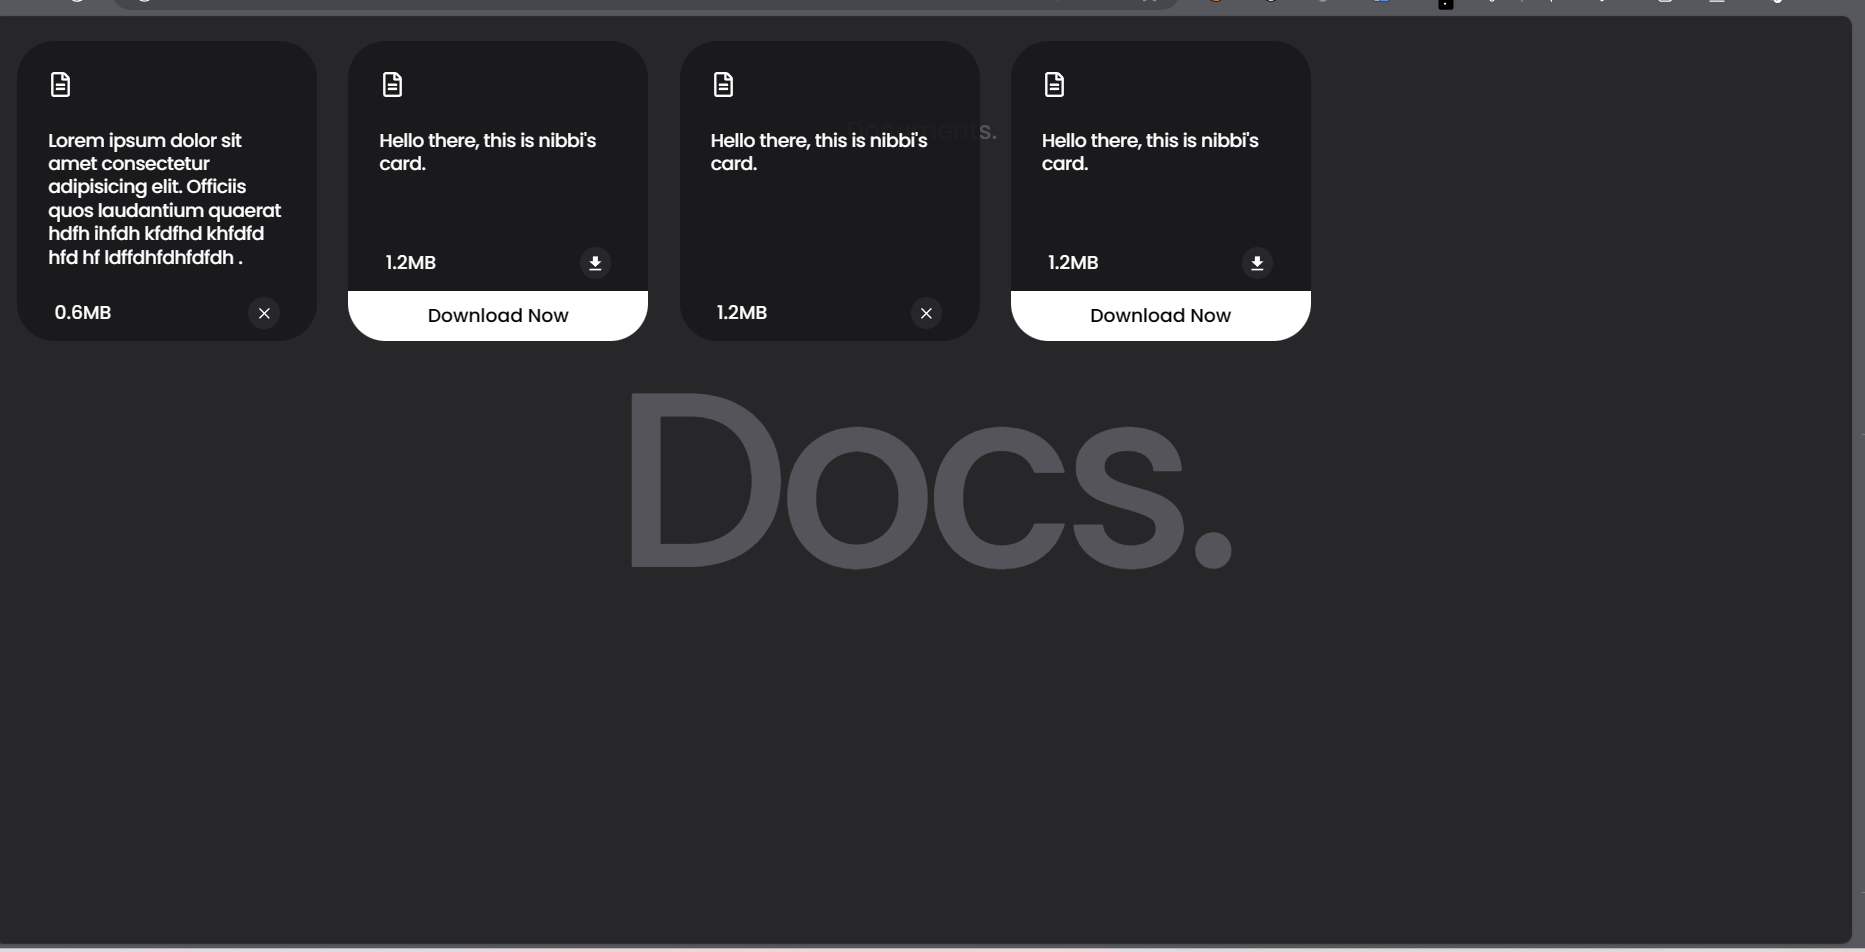 Documents.
Lorem ipsum dolor sit
amet consectetur
adipisicing elit. Officiis
quos laudantium quaerat
hdfh ihfdh kfdfhd khfdfd
hfd hf ldffdhfdhfdfdh .
0.6MB
Hello there, this is nibbi's
card.
1.2MB
Download Now
Hello there, this is nibbi's
card.
1.2MB
Hello there, this is nibbi's
card.
1.2MB
Download Now
Docs.